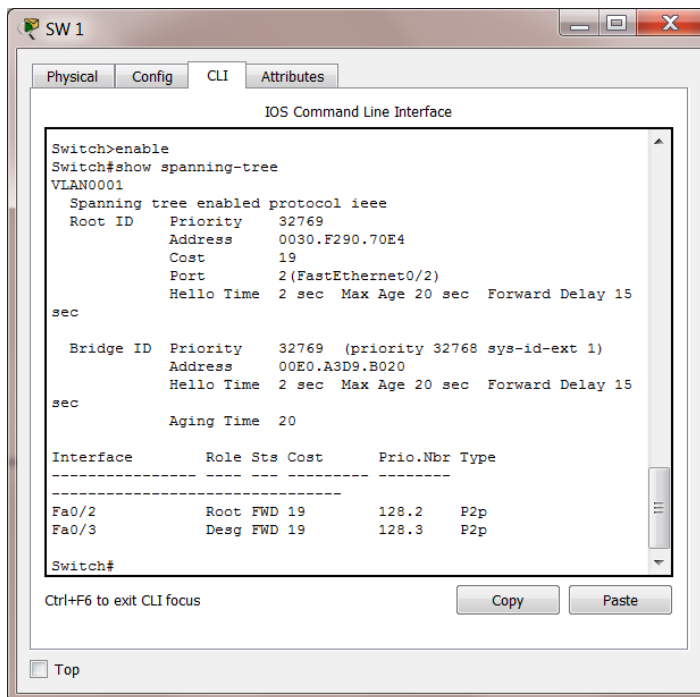 SW 1
Physical Config CLI Attributes
IOS Command Line Interface
Switch>enable
Switch#show spanning-tree
VLAN0001
  Spanning tree enabled protocol ieee
  Root ID    Priority    32769
             Address     0030.F290.70E4
             Cost        19
             Port        2(FastEthernet0/2)
             Hello Time  2 sec  Max Age 20 sec  Forward Delay 15
sec
  Bridge ID  Priority    32769  (priority 32768 sys-id-ext 1)
             Address     00E0.A3D9.B020
             Hello Time  2 sec  Max Age 20 sec  Forward Delay 15
sec
             Aging Time  20
Interface        Role Sts Cost      Prio.Nbr Type
---------------- ---- --- --------- --------
--------------------------------
Fa0/2            Root FWD 19        128.2    P2p
Fa0/3            Desg FWD 19        128.3    P2p
Switch#
Ctrl+F6 to exit CLI focus
Copy Paste
Top